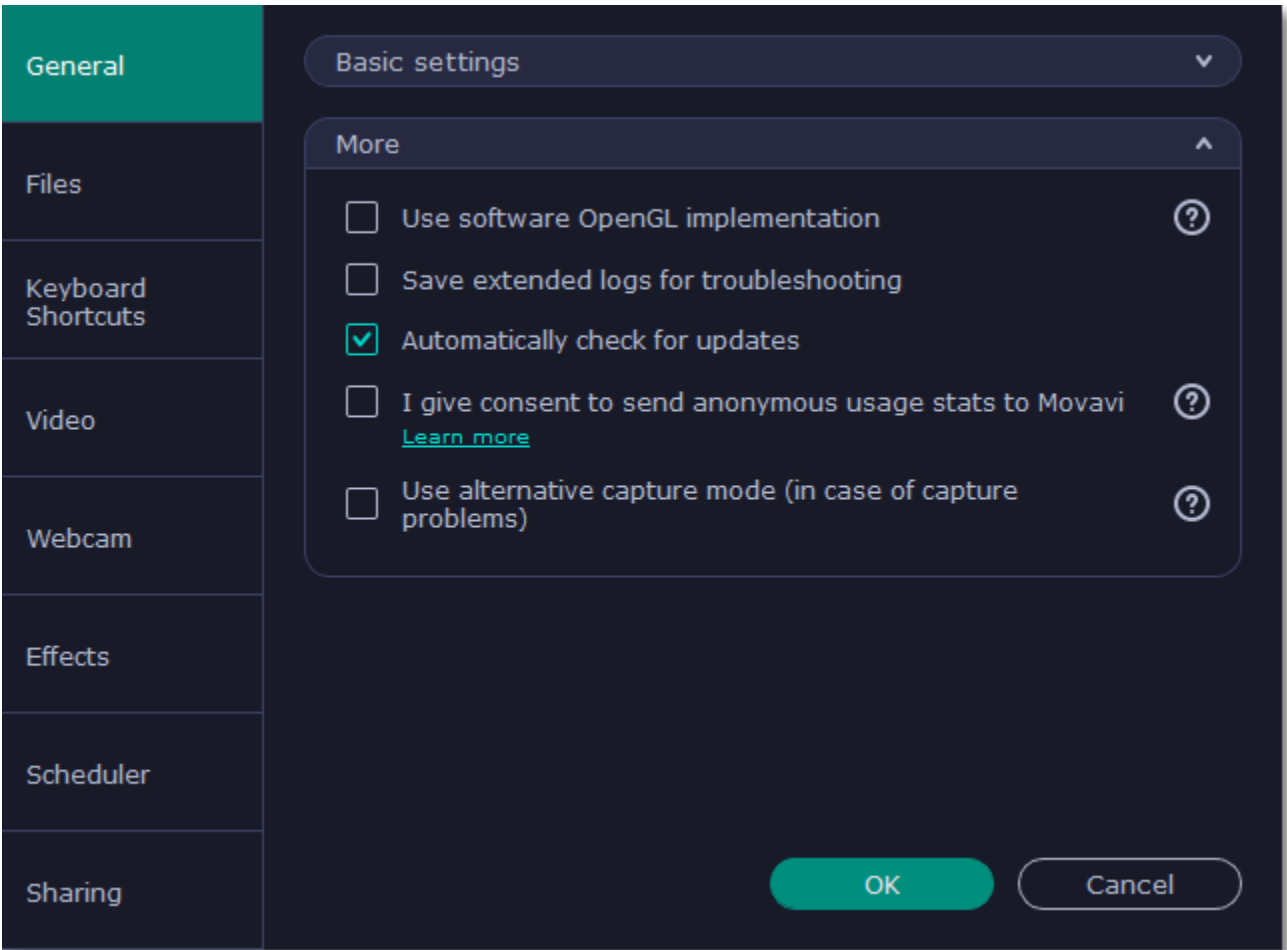 General
Files
Keyboard
Shortcuts
Video
Webcam
Effects
Scheduler
Sharing
Basic settings
More
Use software OpenGL implementation
Save extended logs for troubleshooting
Automatically check for updates
I give consent to send anonymous usage stats to Movavi
Learn more
Use alternative capture mode (in case of capture
problems)
OK
Cancel